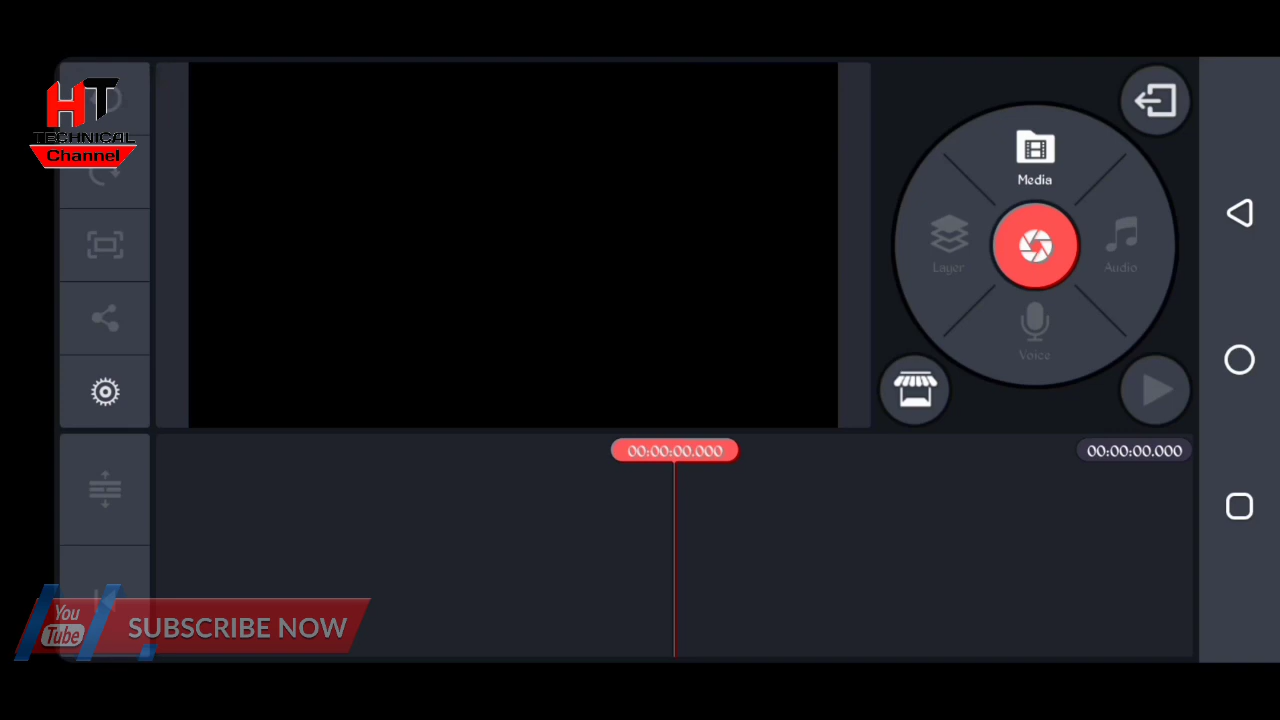 HT
TECHNICAL
Channel
Media
Layer
Audio
Voice
00:00:00.000
00:00:00.000
You
Tube
SUBSCRIBE NOW